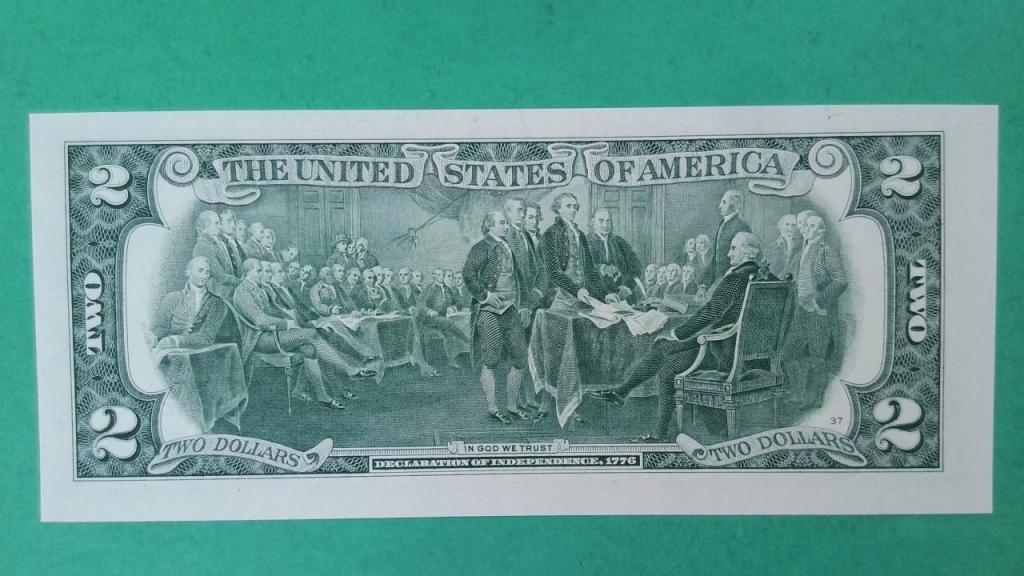 THE UNITED STATES OF AMERICA
2
2
TWO
TWO
37
2
2
TWO DOLLARS
IN GOD WE TRUST
TWO DOLLARS
DECLARATION OF INDEPENDENCE, 1776